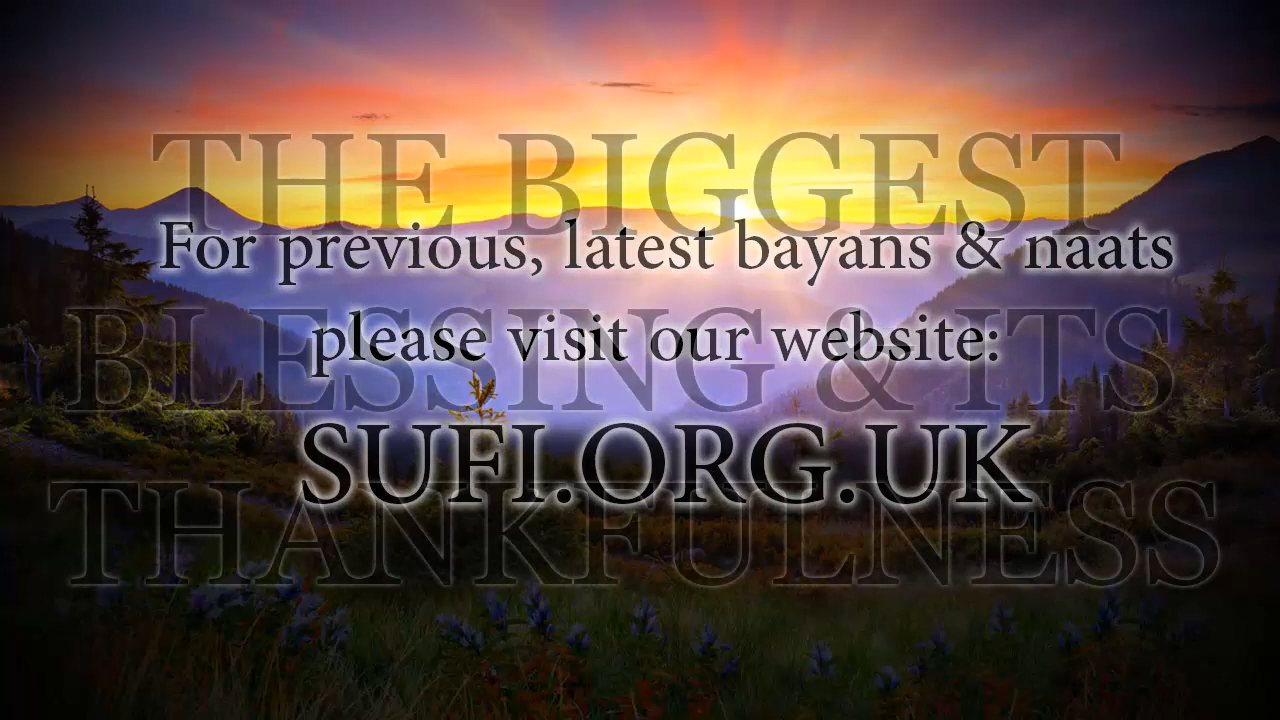 THE BIGGEST
For previous, latest bayans & naats
BLESSING & ITS
please visit our website:
SUFI.ORG.UK
THANKFULNESS